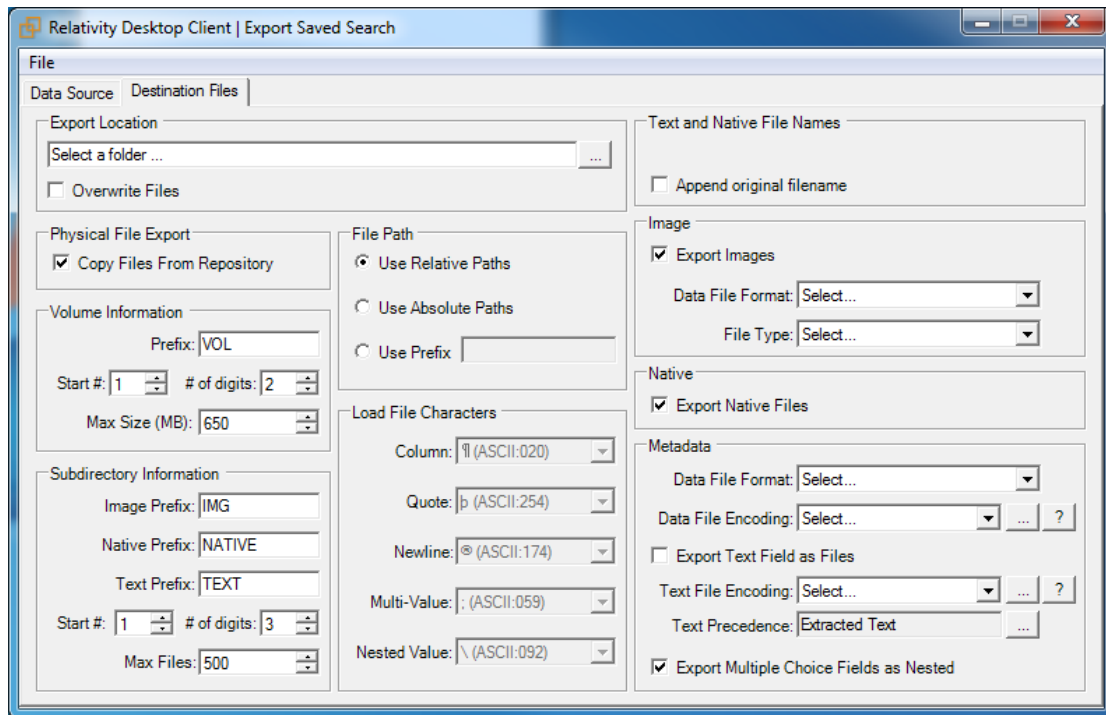 Relativity Desktop Client | Export Saved Search
File
Data Source Destination Files
Export Location
Select a folder ...
...
Overwrite Files
Physical File Export
Copy Files From Repository
Volume Information
Prefix: VOL
Start #: 1 # of digits: 2
Max Size (MB): 650
Subdirectory Information
Image Prefix: IMG
Native Prefix: NATIVE
Text Prefix: TEXT
Start #: 1 # of digits: 3
Max Files: 500
File Path
Use Relative Paths
Use Absolute Paths
Use Prefix
Load File Characters
Column: ¶ (ASCII:020)
Quote: þ (ASCII:254)
Newline: ® (ASCII:174)
Multi-Value: ; (ASCII:059)
Nested Value: \ (ASCII:092)
Text and Native File Names
Append original filename
Image
Export Images
Data File Format: Select...
File Type: Select...
Native
Export Native Files
Metadata
Data File Format: Select...
Data File Encoding: Select... ... ?
Export Text Field as Files
Text File Encoding: Select... ... ?
Text Precedence: Extracted Text ...
Export Multiple Choice Fields as Nested